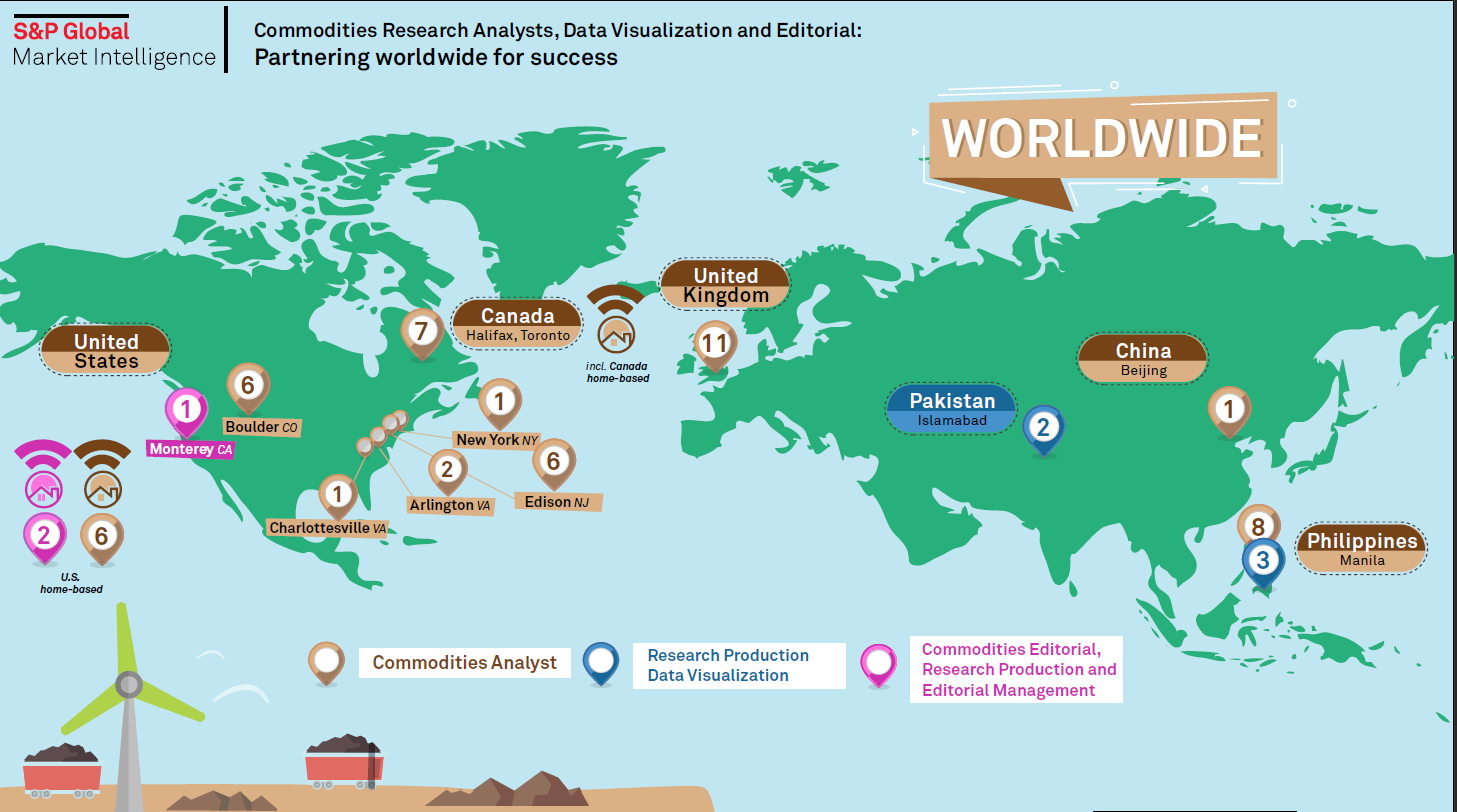 S&P Global
Market Intelligence
Commodities Research Analysts, Data Visualization and Editorial:
Partnering worldwide for success
WORLDWIDE
United
Kingdom
11
Canada
Halifax, Toronto
7
incl. Canada
home-based
United
States
China
Beijing
1
6
Boulder CO
1
Monterey CA
1
New York NY
Pakistan
Islamabad
2
2
Arlington VA
6
Edison NJ
1
Charlottesville VA
2
6
U.S.
home-based
8
3
Philippines
Manila
Commodities Analyst
Research Production
Data Visualization
Commodities Editorial,
Research Production and
Editorial Management